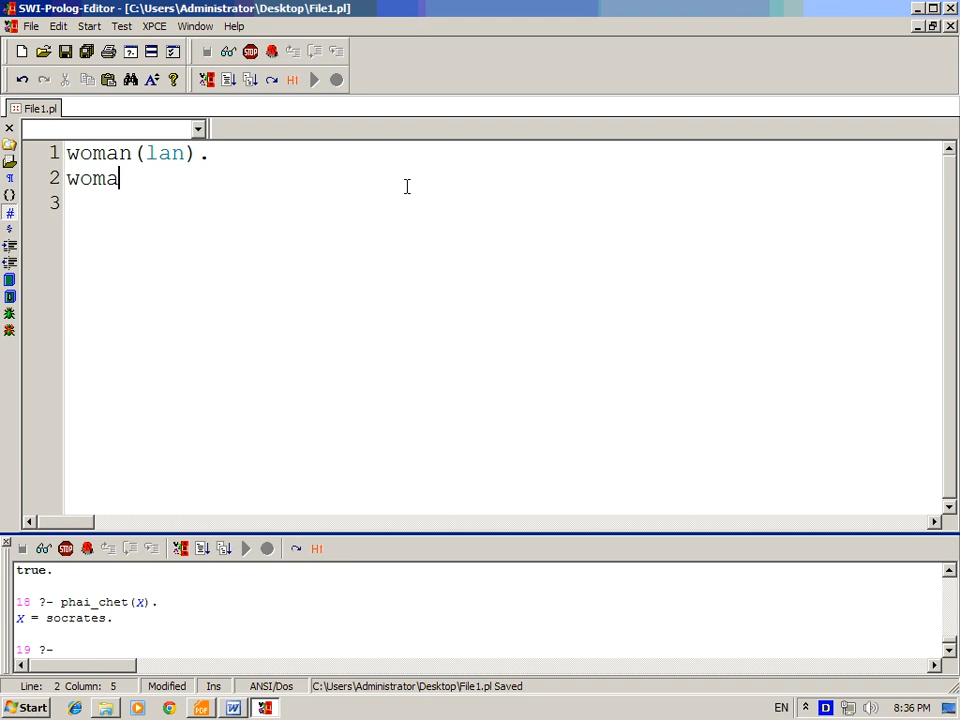 SWI-Prolog-Editor - [C:\Users\Administrator\Desktop\File1.pl]
File Edit Start Test XPCE Window Help
File1.pl
1 woman(lan).
2 woma
3
true.
18 ?- phai_chet(X).
X = socrates.
19 ?-
Line: 2 Column: 5 Modified Ins ANSI/Dos C:\Users\Administrator\Desktop\File1.pl Saved
Start EN 8:36 PM